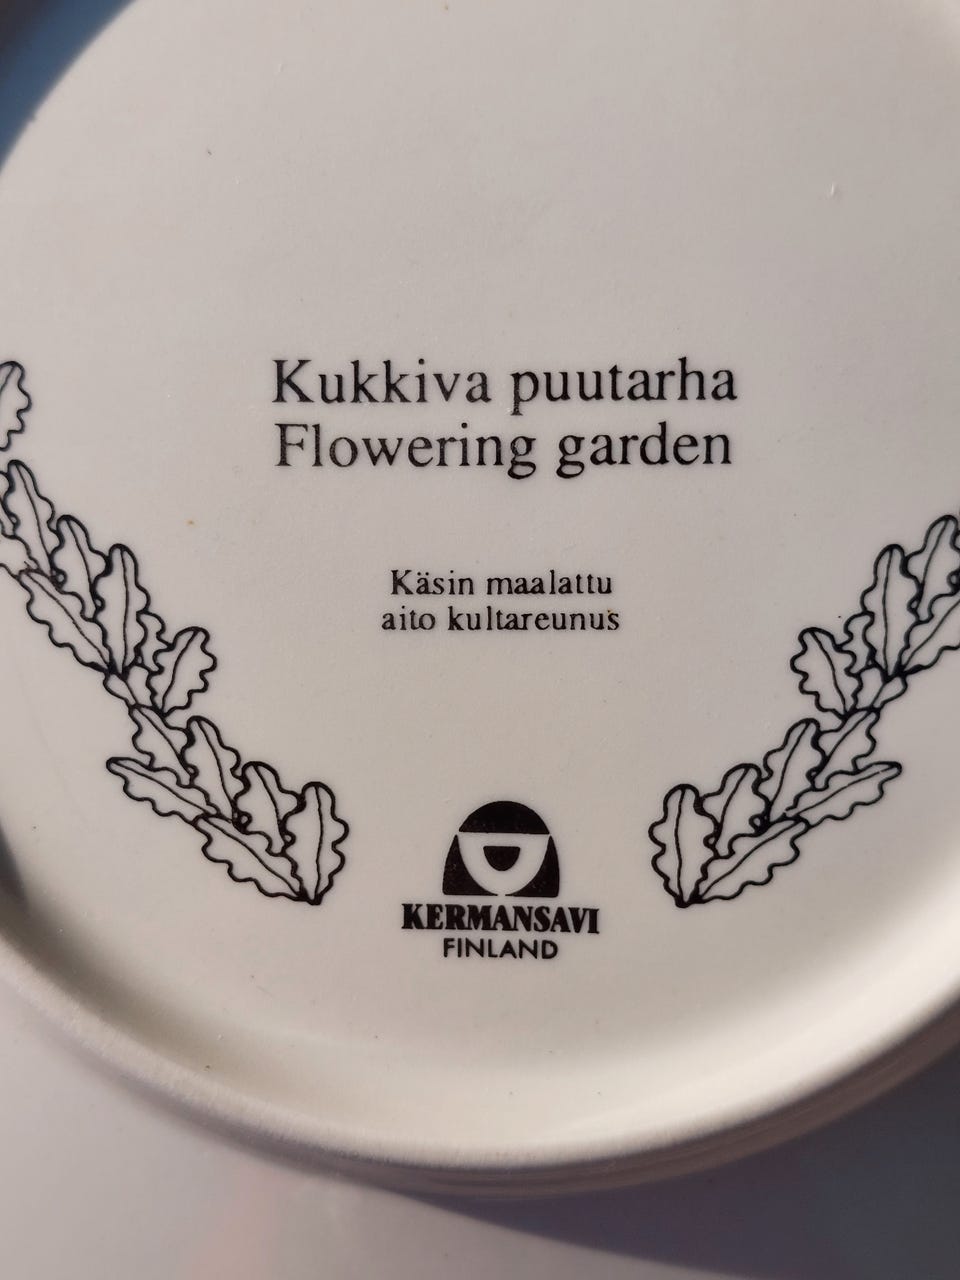 Kukkiva puutarha
Flowering garden
Käsin maalattu
aito kultareunus
KERMANSAVI
FINLAND